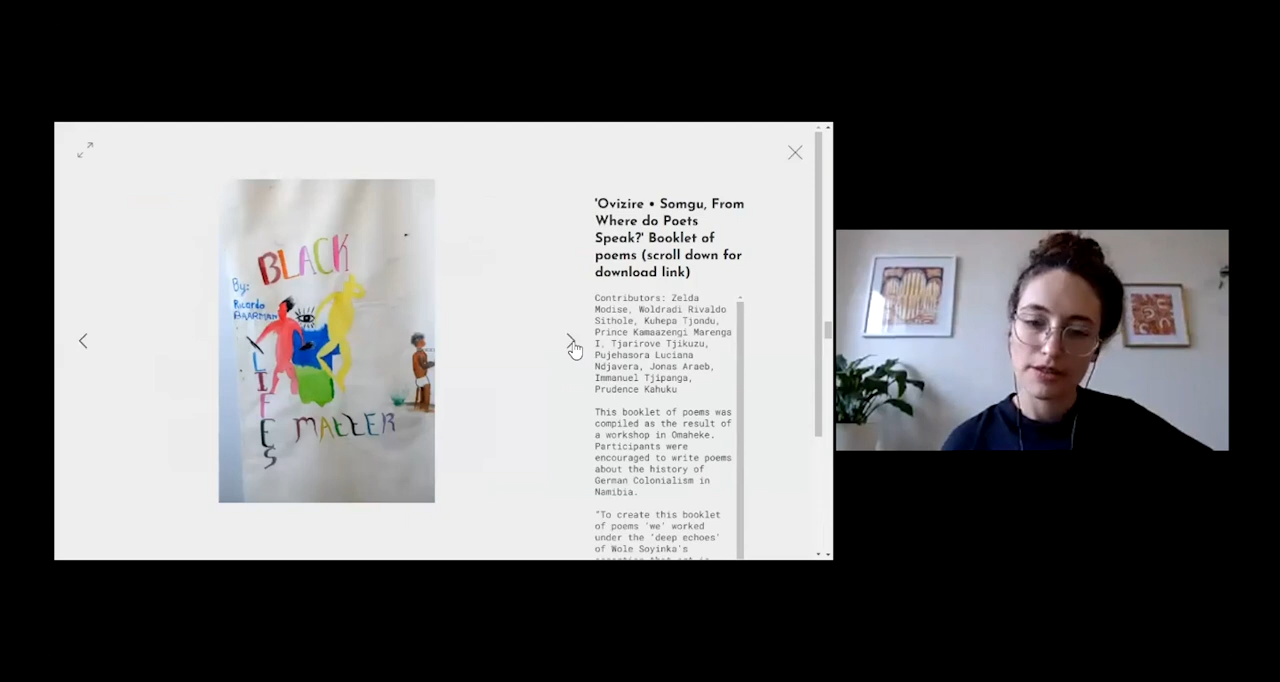 BLACK
By:
Ricardo
BAARMAN
LIFES
MATTER
'Ovizire • Somgu, From
Where do Poets
Speak?' Booklet of
poems (scroll down for
download link)
Contributors: Zelda
Modise, Woldradi Rivaldo
Sithole, Kuhepa Tjondu,
Prince Kamaazengi Marenga
I, Tjarirove Tjikuzu,
Pujehasora Luciana
Ndjavera, Jonas Araeb,
Immanuel Tjipanga,
Prudence Kahuku
This booklet of poems was
compiled as the result of
a workshop in Omaheke.
Participants were
encouraged to write poems
about the history of
German Colonialism in
Namibia.
"To create this booklet
of poems 'we' worked
under the 'deep echoes'
of Wole Soyinka's